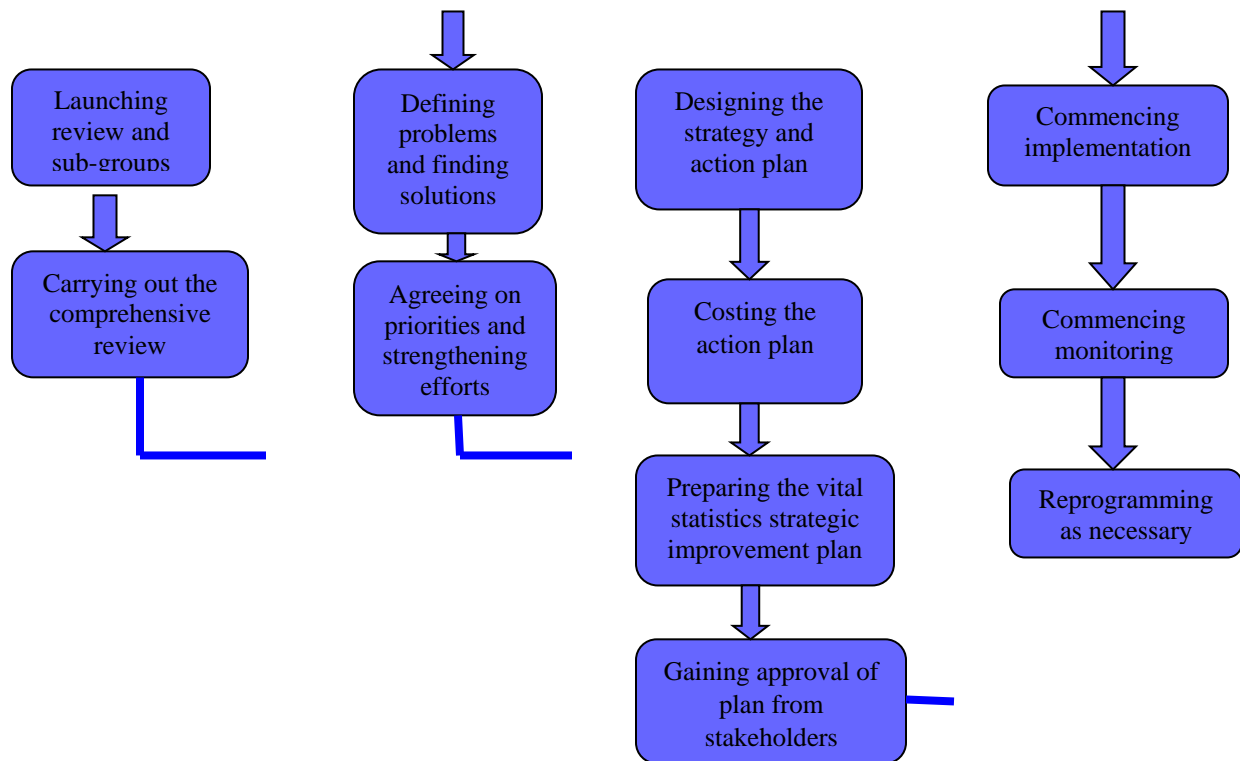 Launching
review and
sub-groups
Carrying out the
comprehensive
review
Defining
problems
and finding
solutions
Agreeing on
priorities and
strengthening
efforts
Designing the
strategy and
action plan
Costing the
action plan
Preparing the vital
statistics strategic
improvement plan
Gaining approval of
plan from
stakeholders
Commencing
implementation
Commencing
monitoring
Reprogramming
as necessary